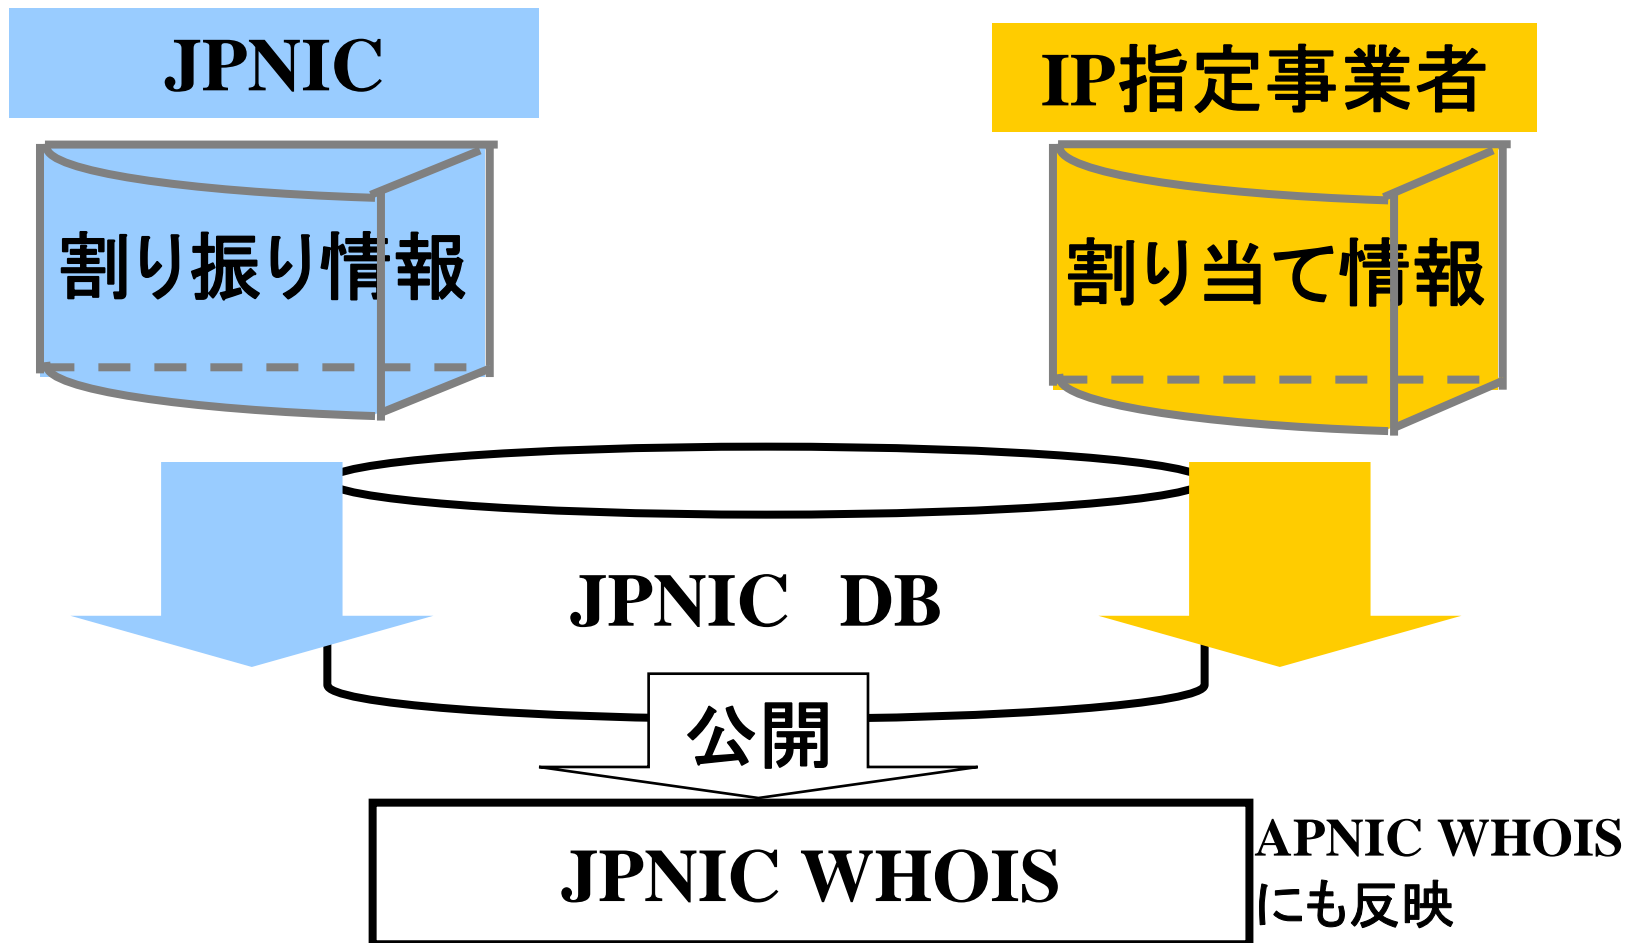 JPNIC
IP指定事業者
割り振り情報
割り当て情報
JPNIC DB
公開
JPNIC WHOIS
APNIC WHOIS
にも反映